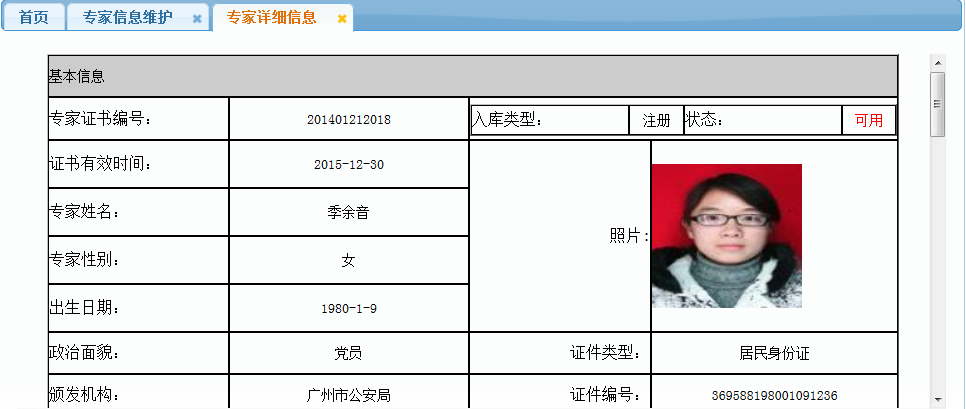 首页 专家信息维护 专家详细信息
基本信息
专家证书编号: 201401212018 入库类型: 注册 状态: 可用
证书有效时间: 2015-12-30
专家姓名: 季余音
照片:
专家性别: 女
出生日期: 1980-1-9
政治面貌: 党员 证件类型: 居民身份证
颁发机构: 广州市公安局 证件编号: 369588198001091236